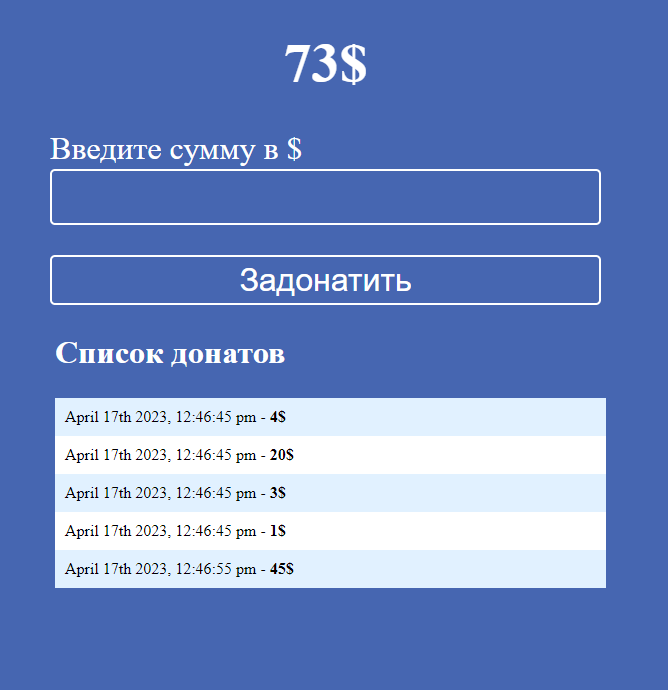 73$
Введите сумму в $
Задонатить
Список донатов
April 17th 2023, 12:46:45 pm - 4$
April 17th 2023, 12:46:45 pm - 20$
April 17th 2023, 12:46:45 pm - 3$
April 17th 2023, 12:46:45 pm - 1$
April 17th 2023, 12:46:55 pm - 45$